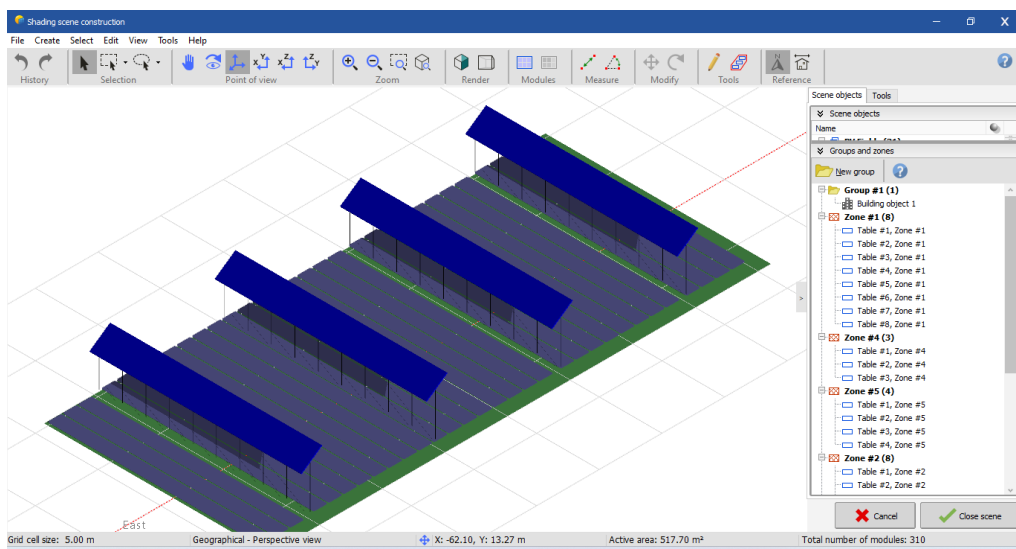 Shading scene construction
File Create Select Edit View Tools Help
History Selection Point of view Zoom Render Modules Measure Modify Tools Reference
Scene objects Tools
Scene objects
Name
Groups and zones
New group
Group #1 (1)
Building object 1
Zone #1 (8)
Table #1, Zone #1
Table #2, Zone #1
Table #3, Zone #1
Table #4, Zone #1
Table #5, Zone #1
Table #6, Zone #1
Table #7, Zone #1
Table #8, Zone #1
Zone #4 (3)
Table #1, Zone #4
Table #2, Zone #4
Table #3, Zone #4
Zone #5 (4)
Table #1, Zone #5
Table #2, Zone #5
Table #3, Zone #5
Table #4, Zone #5
Zone #2 (8)
Table #1, Zone #2
Table #2, Zone #2
East
Cancel Close scene
Grid cell size: 5.00 m Geographical - Perspective view X: -62.10, Y: 13.27 m Active area: 517.70 m² Total number of modules: 310